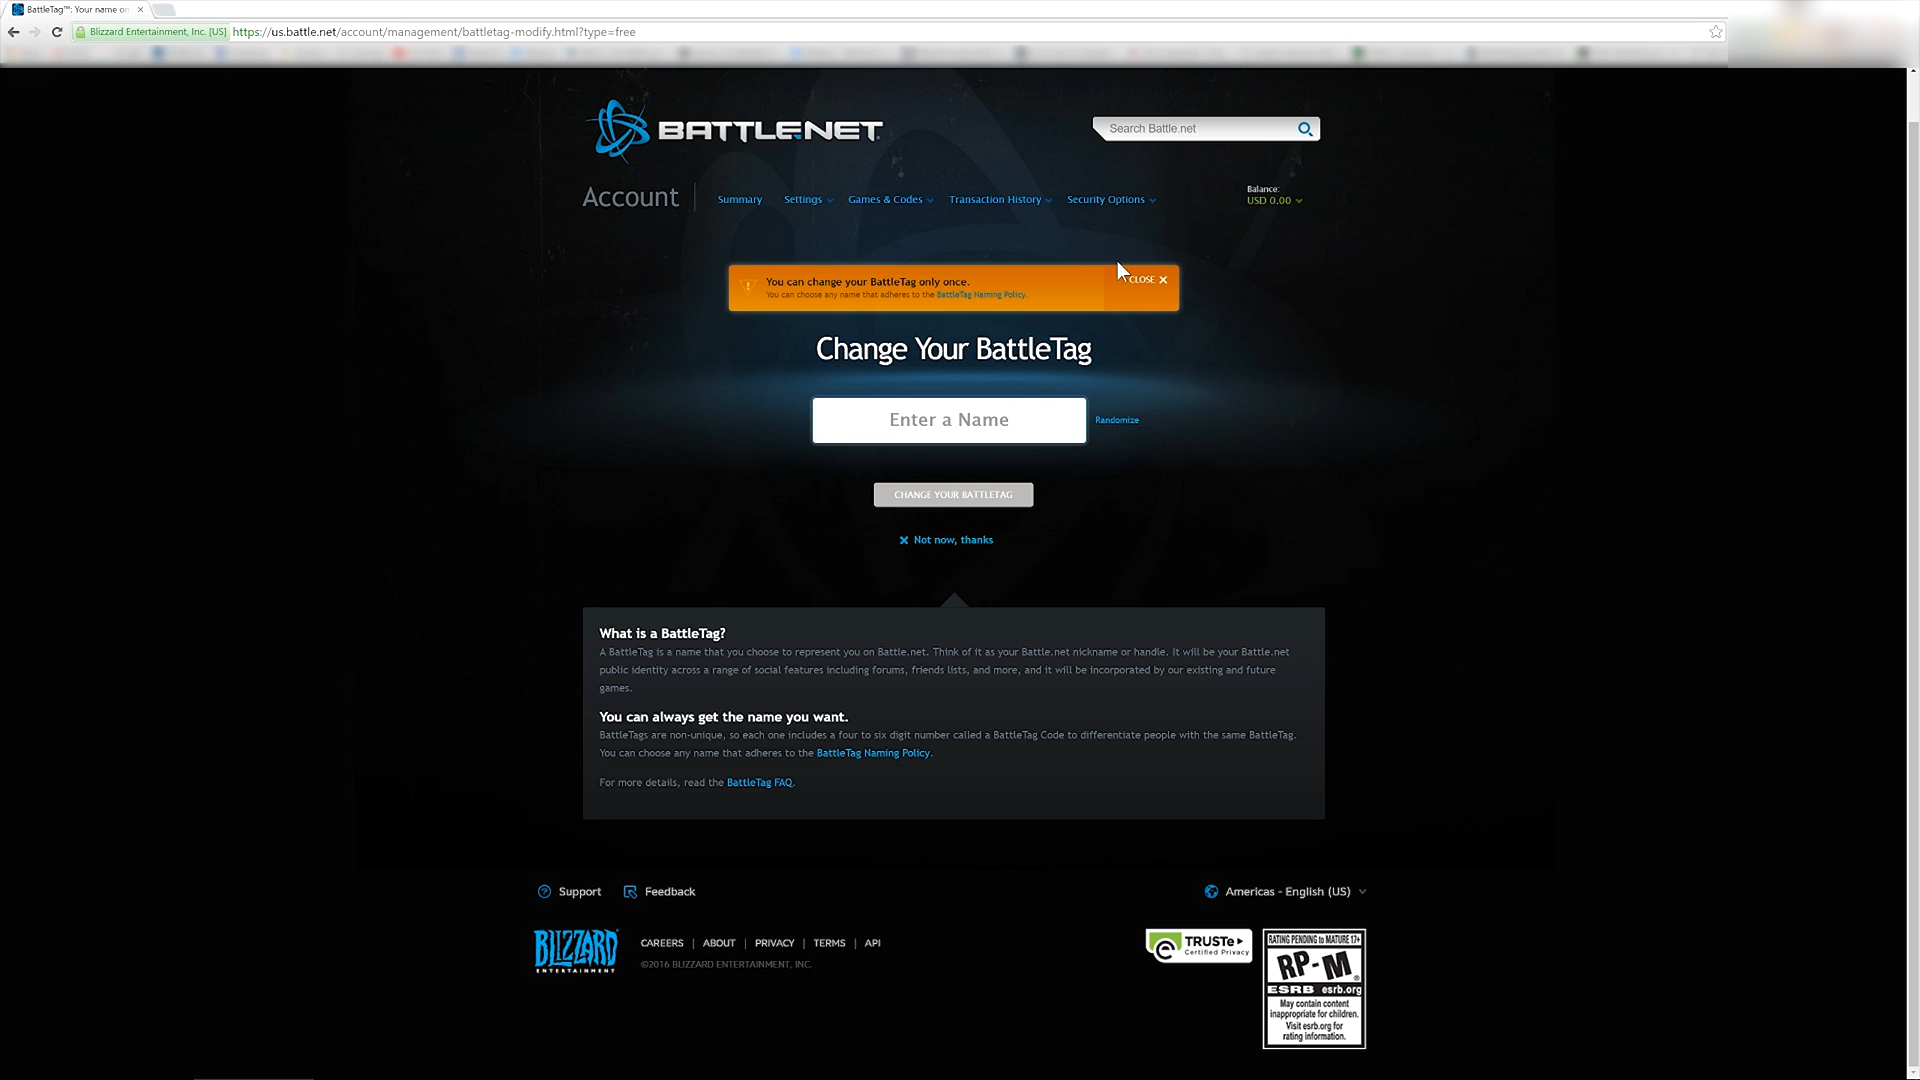 BattleTag™: Your name on
Blizzard Entertainment, Inc. [US] https://us.battle.net/account/management/battletag-modify.html?type=free
BATTLE.NET
Search Battle.net
Account
Summary Settings Games & Codes Transaction History Security Options
Balance:
USD 0.00
You can change your BattleTag only once.
CLOSE
You can choose any name that adheres to the BattleTag Naming Policy.
Change Your BattleTag
Enter a Name
Randomize
CHANGE YOUR BATTLETAG
Not now, thanks
What is a BattleTag?
A BattleTag is a name that you choose to represent you on Battle.net. Think of it as your Battle.net nickname or handle. It will be your Battle.net
public identity across a range of social features including forums, friends lists, and more, and it will be incorporated by our existing and future
games.
You can always get the name you want.
BattleTags are non-unique, so each one includes a four to six digit number called a BattleTag Code to differentiate people with the same BattleTag.
You can choose any name that adheres to the BattleTag Naming Policy.
For more details, read the BattleTag FAQ.
Support Feedback
Americas - English (US)
BLIZZARD
ENTERTAINMENT
CAREERS | ABOUT | PRIVACY | TERMS | API
©2016 BLIZZARD ENTERTAINMENT, INC.
TRUSTe
Certified Privacy
RATING PENDING to MATURE 17+
RP-M
ESRB esrb.org
May contain content
inappropriate for children.
Visit esrb.org for
rating information.